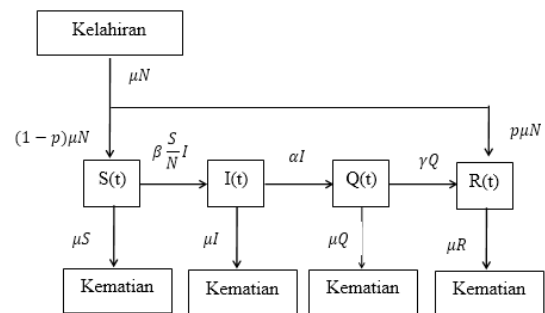 Kelahiran
μN
(1 − p)μN
β S/N I
αI
γQ
pμN
S(t)
I(t)
Q(t)
R(t)
μS
μI
μQ
μR
Kematian
Kematian
Kematian
Kematian